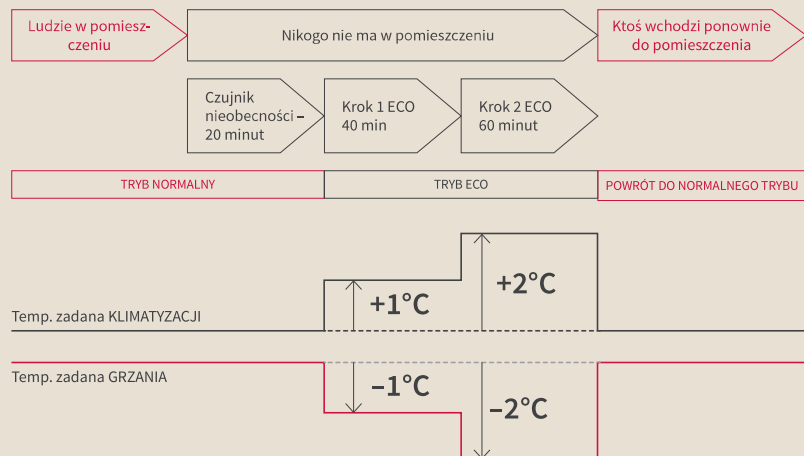 Ludzie w pomiesz-
czeniu
Nikogo nie ma w pomieszczeniu
Ktoś wchodzi ponownie
do pomieszczenia
Czujnik
nieobecności –
20 minut
Krok 1 ECO
40 min
Krok 2 ECO
60 minut
TRYB NORMALNY
TRYB ECO
POWRÓT DO NORMALNEGO TRYBU
+2°C
+1°C
Temp. zadana KLIMATYZACJI
Temp. zadana GRZANIA
–1°C
–2°C